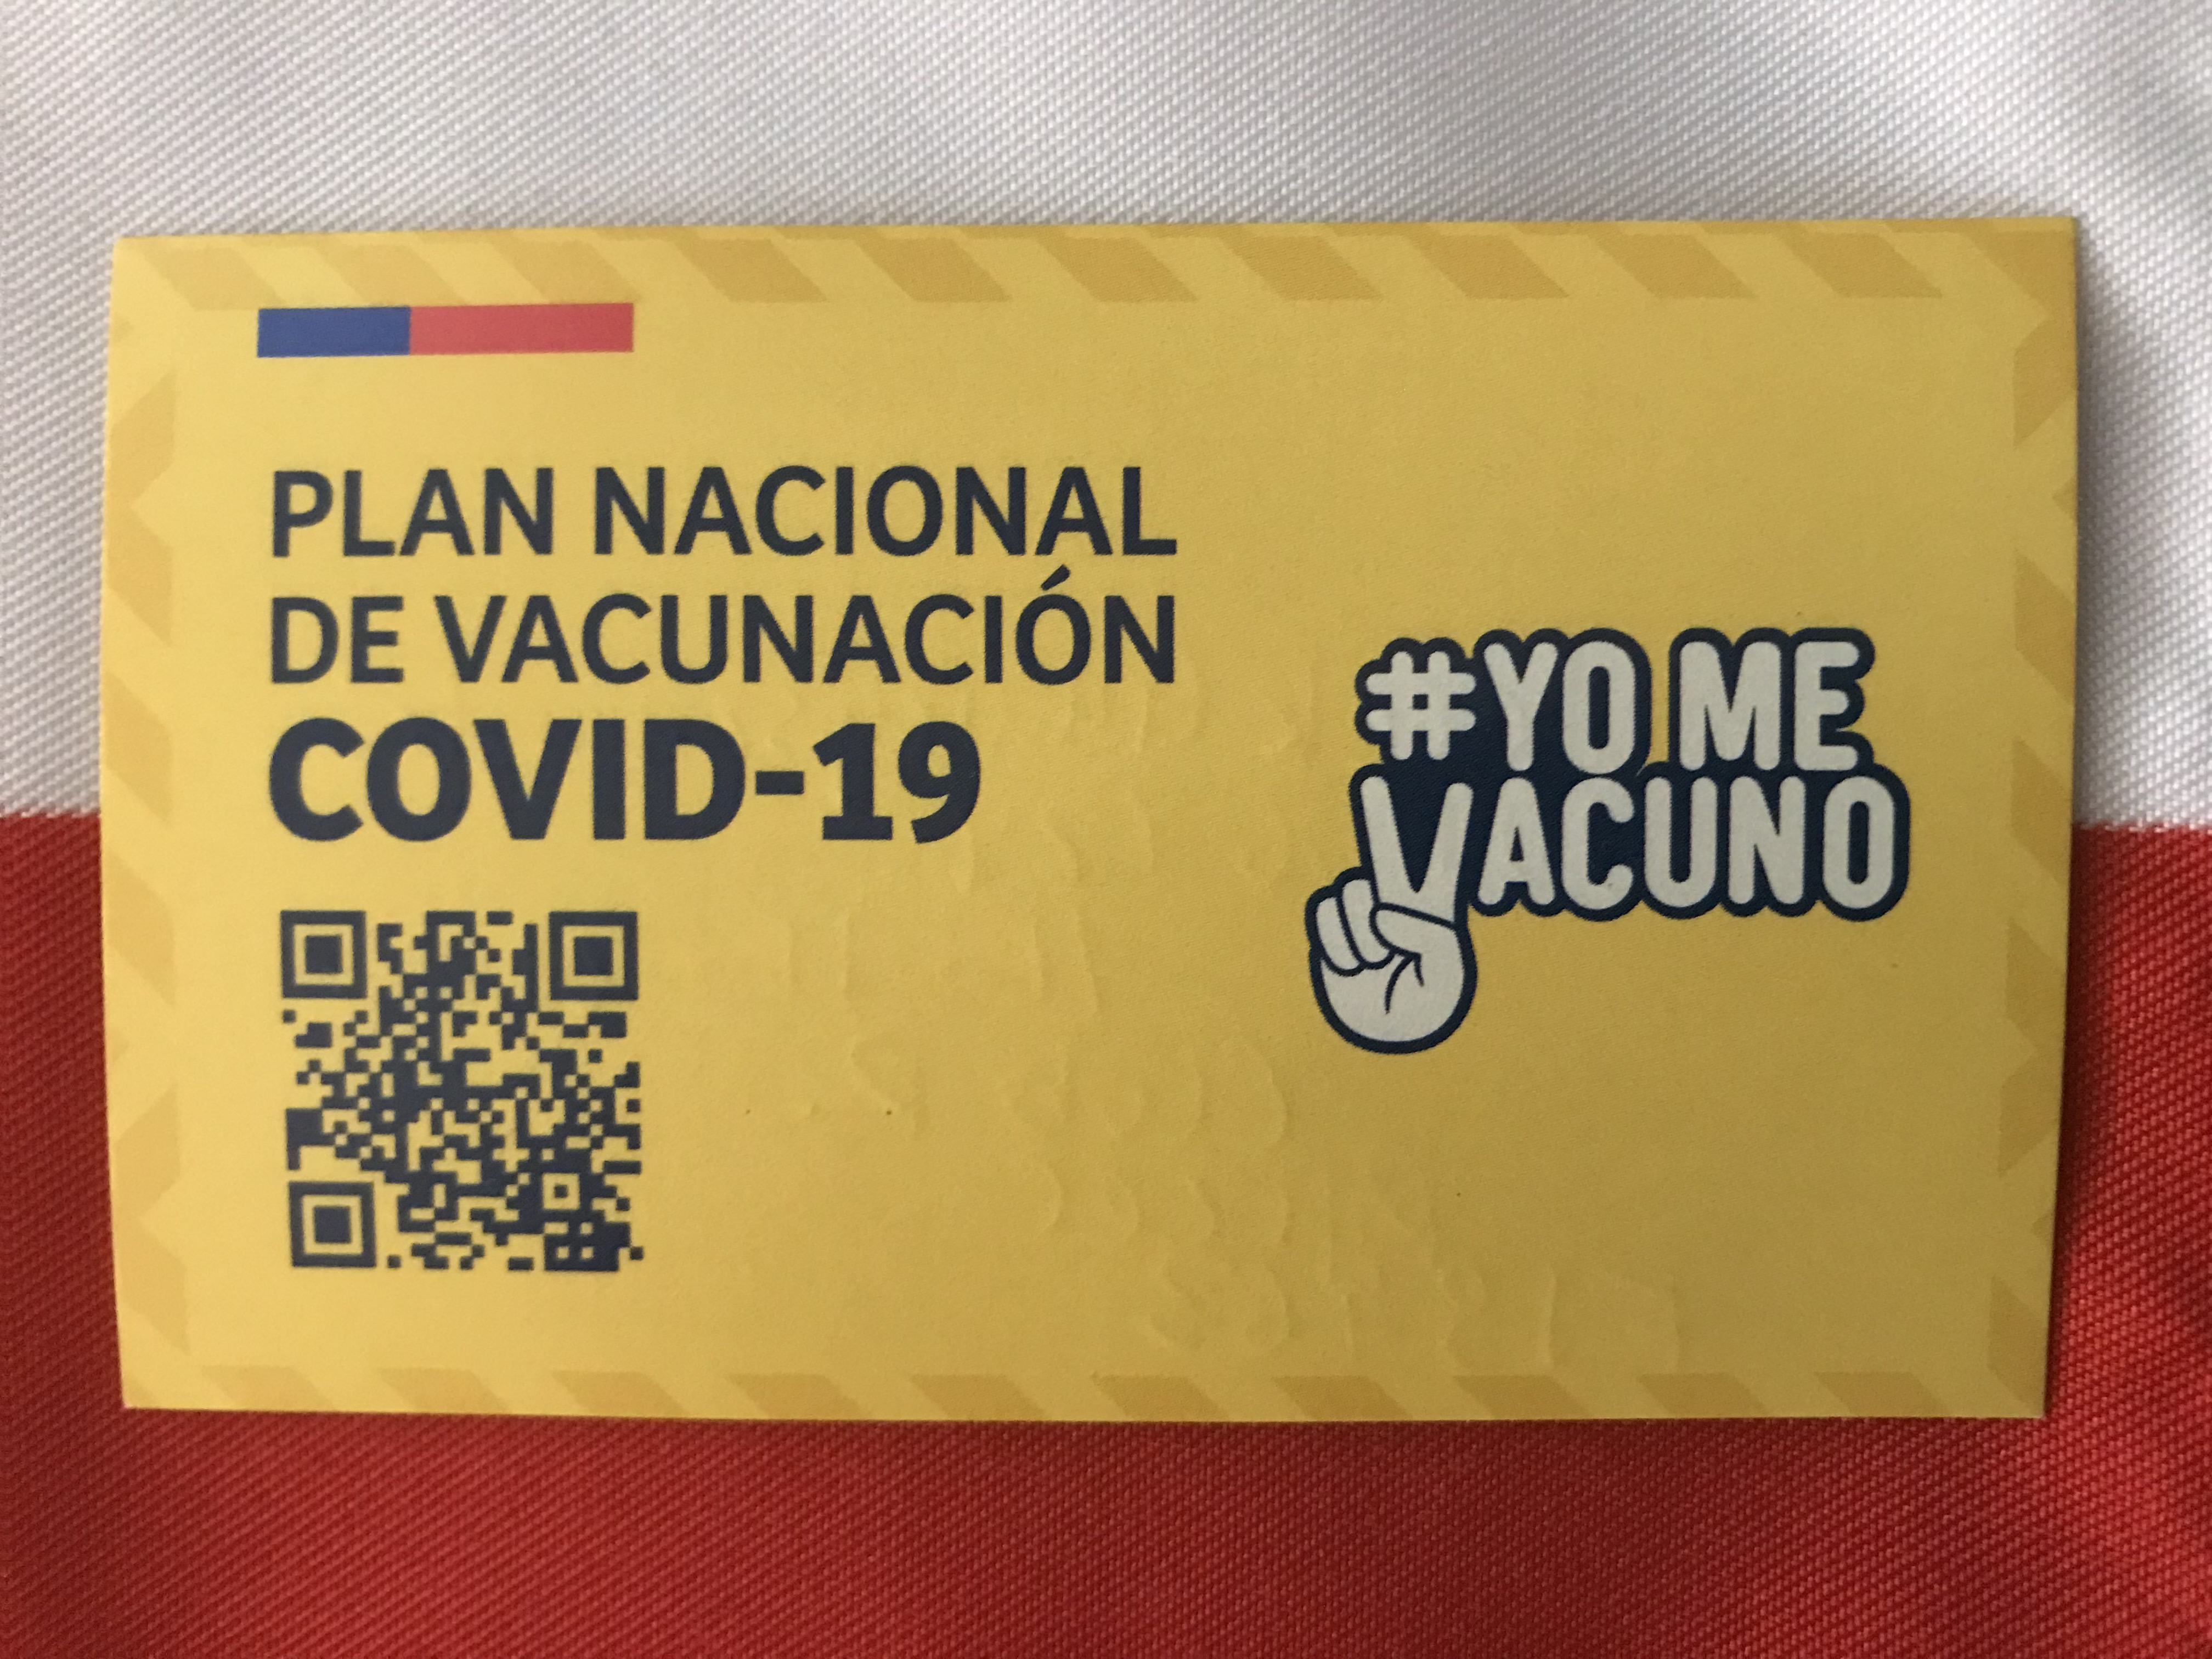 PLAN NACIONAL
DE VACUNACIÓN
COVID-19
#YO ME
VACUNO